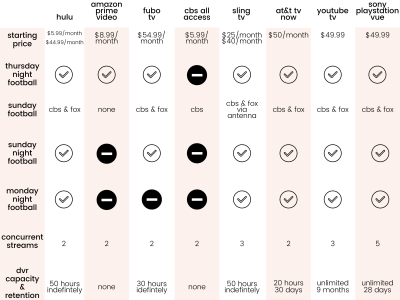 hulu
amazon
prime
video
fubo
tv
cbs all
access
sling
tv
at&t tv
now
youtube
tv
sony
playstation
vue
starting
price
$5.99/month
$44.99/month
$8.99/
month
$54.99/
month
$5.99/
month
$25/month
$40/month
$50/month
$49.99
$49.99
thursday
night
football
sunday
football
cbs & fox
none
cbs & fox
cbs
cbs & fox
via
antenna
cbs & fox
cbs & fox
cbs & fox
sunday
night
football
monday
night
football
concurrent
streams
2
2
2
2
3
2
3
5
dvr
capacity
&
retention
50 hours
indefintely
none
30 hours
indefintely
none
50 hours
indefintely
20 hours
30 days
unlimited
9 months
unlimited
28 days